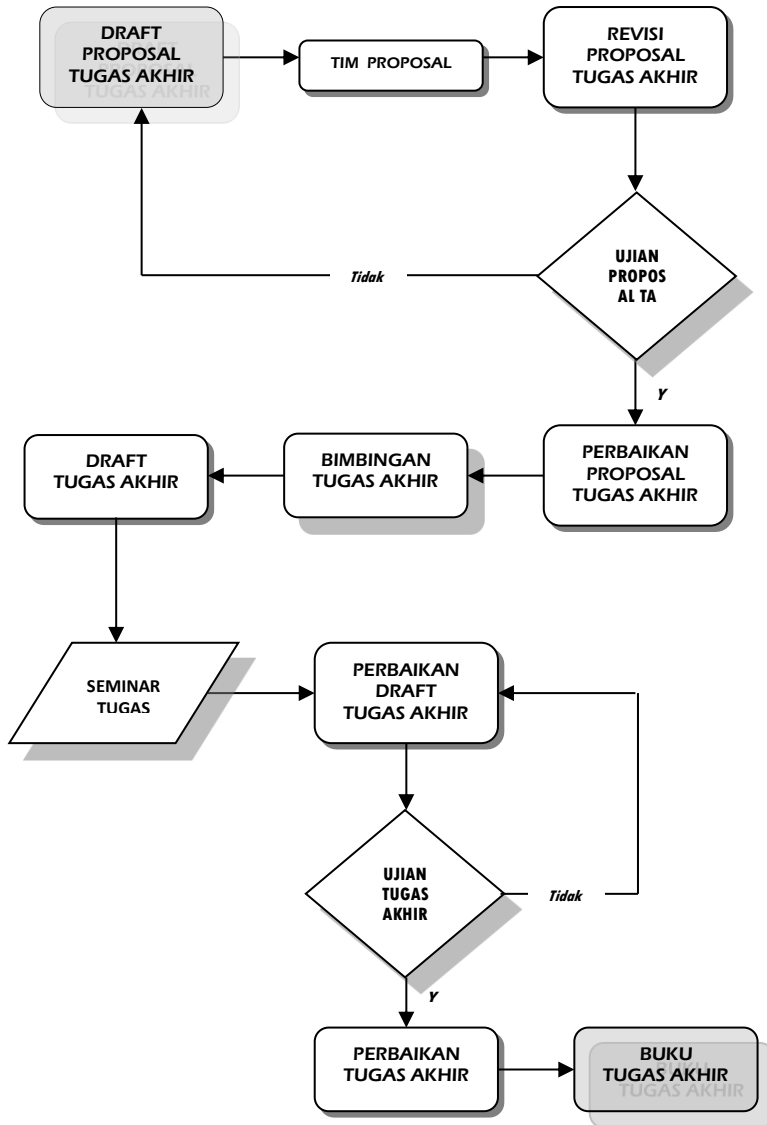 DRAFT
PROPOSAL
TUGAS AKHIR
TIM PROPOSAL
REVISI
PROPOSAL
TUGAS AKHIR
UJIAN
PROPOS
AL TA
Tidak
Y
PERBAIKAN
PROPOSAL
TUGAS AKHIR
BIMBINGAN
TUGAS AKHIR
DRAFT
TUGAS AKHIR
SEMINAR
TUGAS
PERBAIKAN
DRAFT
TUGAS AKHIR
UJIAN
TUGAS
AKHIR
Tidak
Y
PERBAIKAN
TUGAS AKHIR
BUKU
TUGAS AKHIR